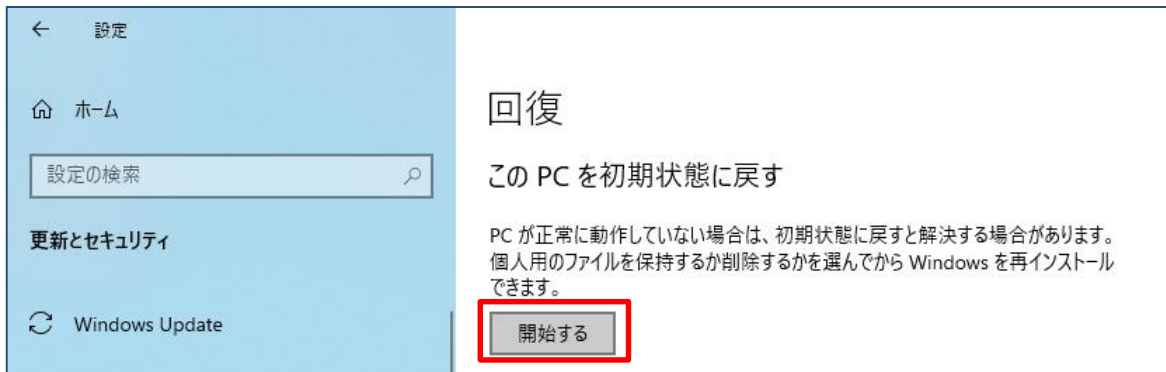 設定
ホーム
設定の検索
更新とセキュリティ
Windows Update
回復
この PC を初期状態に戻す
PC が正常に動作していない場合は、初期状態に戻すと解決する場合があります。
個人用のファイルを保持するか削除するかを選んでから Windows を再インストール
できます。
開始する